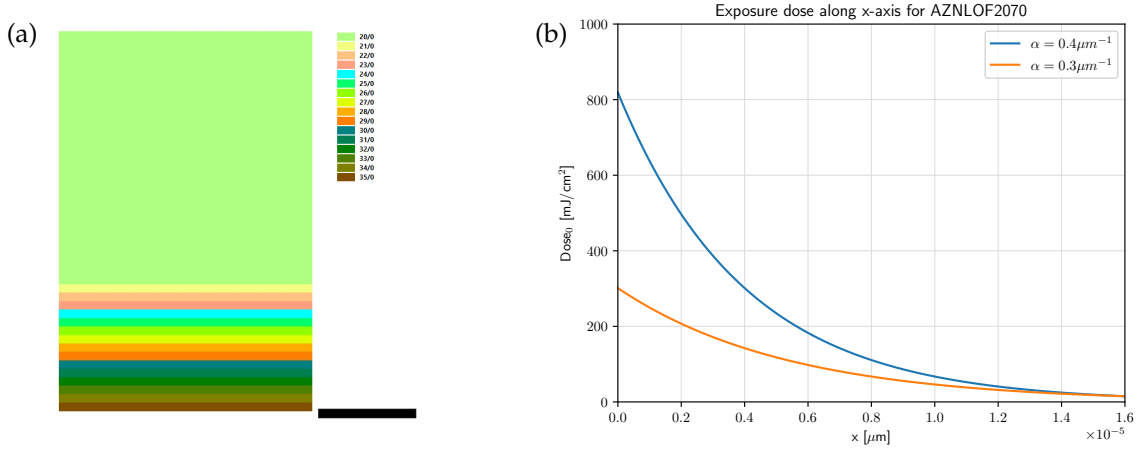 (a)
20/0
21/0
22/0
23/0
24/0
25/0
26/0
27/0
28/0
29/0
30/0
31/0
32/0
33/0
34/0
35/0
(b)
Exposure dose along x-axis for AZNLOF2070
α = 0.4μm⁻¹
α = 0.3μm⁻¹
Dose₀ [mJ/cm²]
1000
800
600
400
200
0
0.0 0.2 0.4 0.6 0.8 1.0 1.2 1.4 1.6
×10⁻⁵
x [μm]